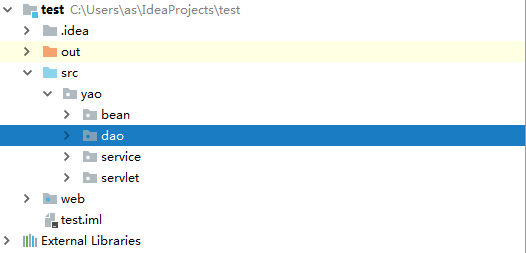 test C:\Users\as\IdeaProjects\test
.idea
out
src
yao
bean
dao
service
servlet
web
test.iml
External Libraries